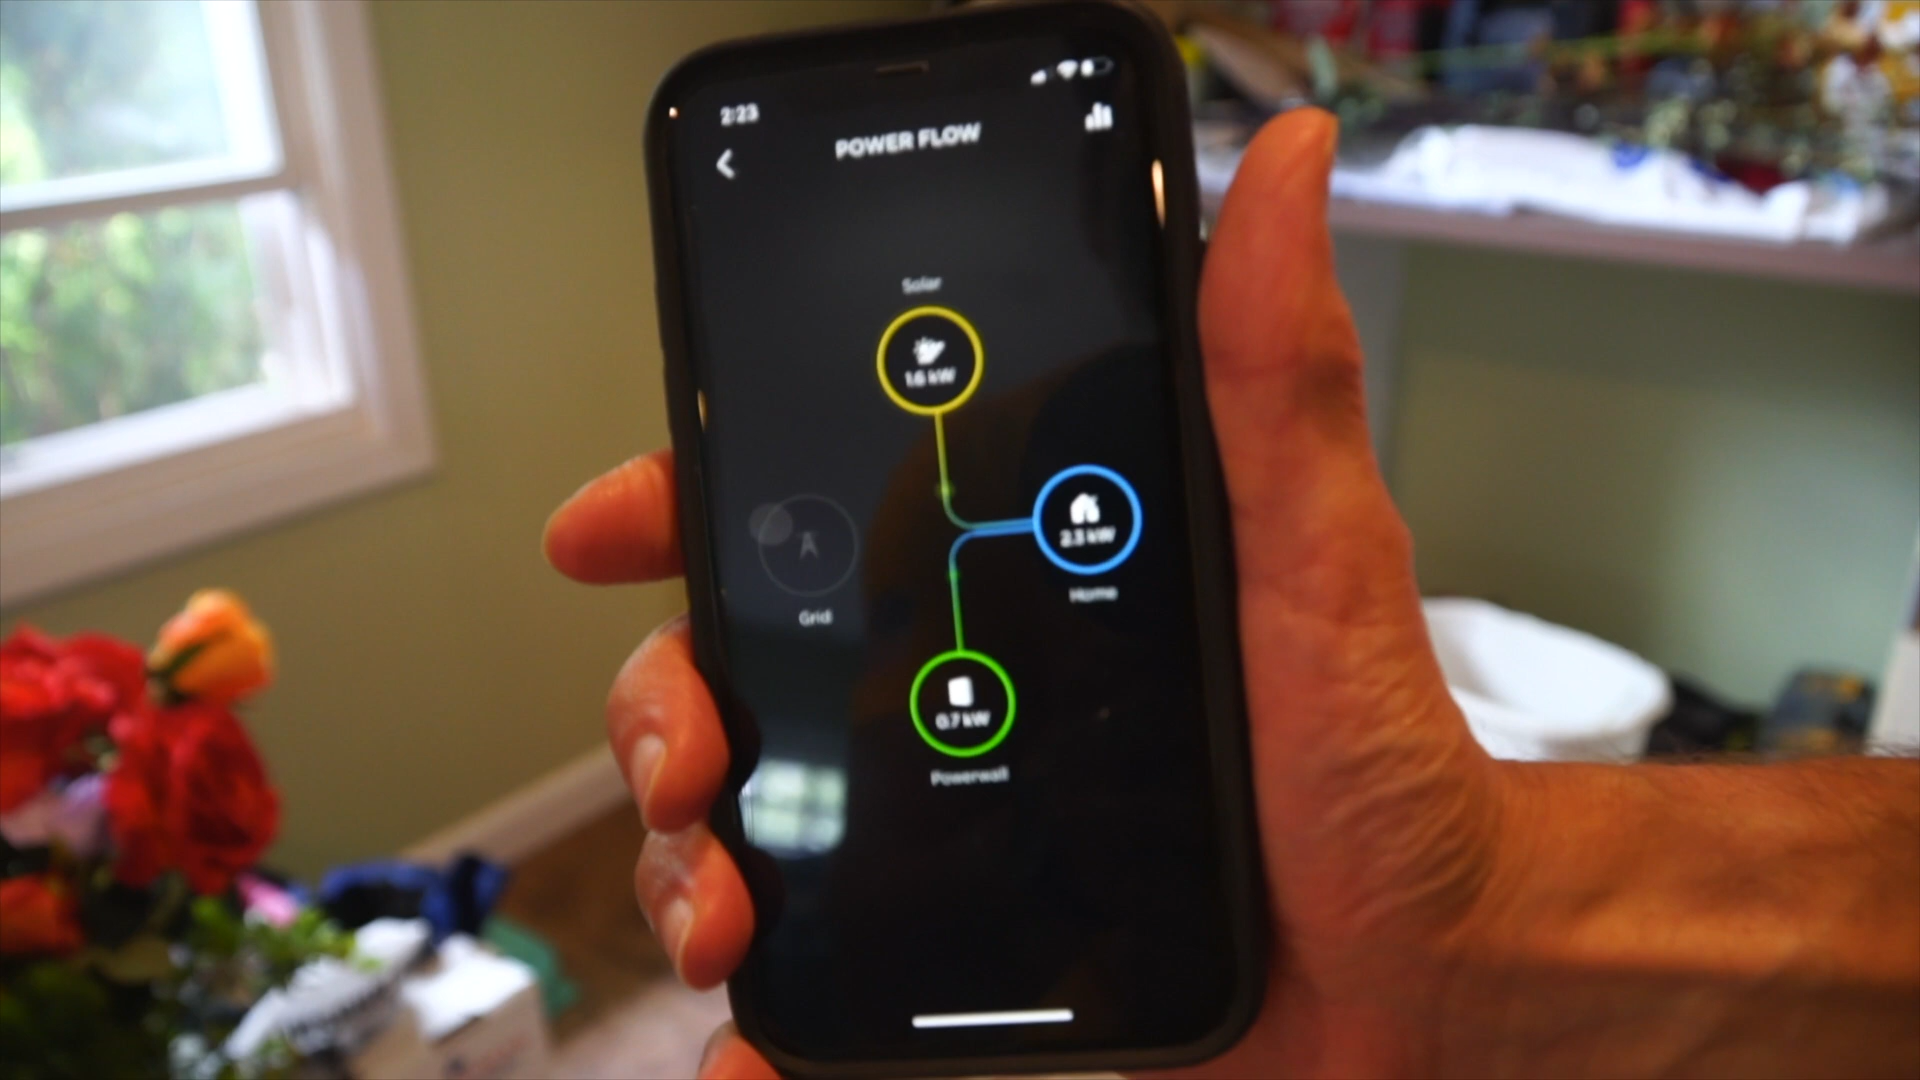 2:23
POWER FLOW
Solar
1.6 kW
2.3 kW
Home
Grid
0.7 kW
Powerwall